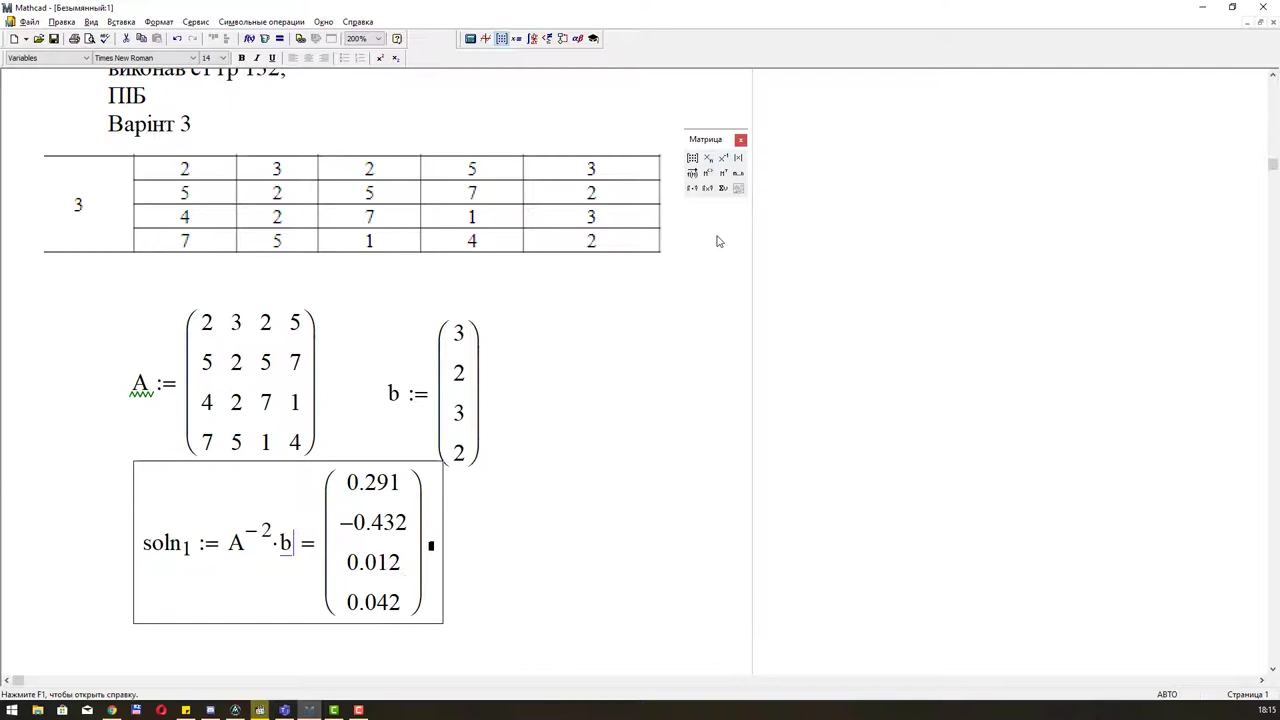 Mathcad - [Безымянный:1]
Файл Правка Вид Вставка Формат Сервис Символьные операции Окно Справка
200%
Variables Times New Roman 14 B I U
ПІБ
Варінт 3
Матрица
3
2 3 2 5 3
5 2 5 7 2
4 2 7 1 3
7 5 1 4 2
A :=
2 3 2 5
5 2 5 7
4 2 7 1
7 5 1 4
b :=
3
2
3
2
soln1 := A^−2·b =
0.291
−0.432
0.012
0.042
Нажмите F1, чтобы открыть справку.
АВТО
Страница 1
18:15